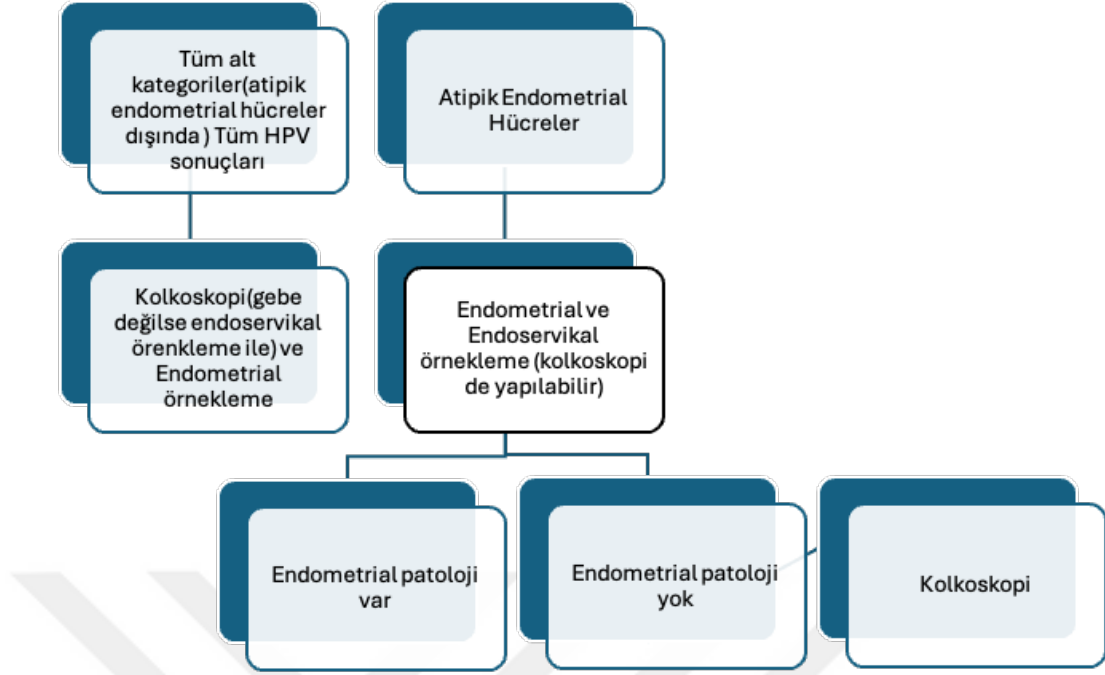 Tüm alt
kategoriler(atipik
endometrial hücreler
dışında ) Tüm HPV
sonuçları
Atipik Endometrial
Hücreler
Kolkoskopi(gebe
değilse endoservikal
örenkleme ile) ve
Endometrial
örnekleme
Endometrial ve
Endoservikal
örnekleme (kolkoskopi
de yapılabilir)
Endometrial patoloji
var
Endometrial patoloji
yok
Kolkoskopi